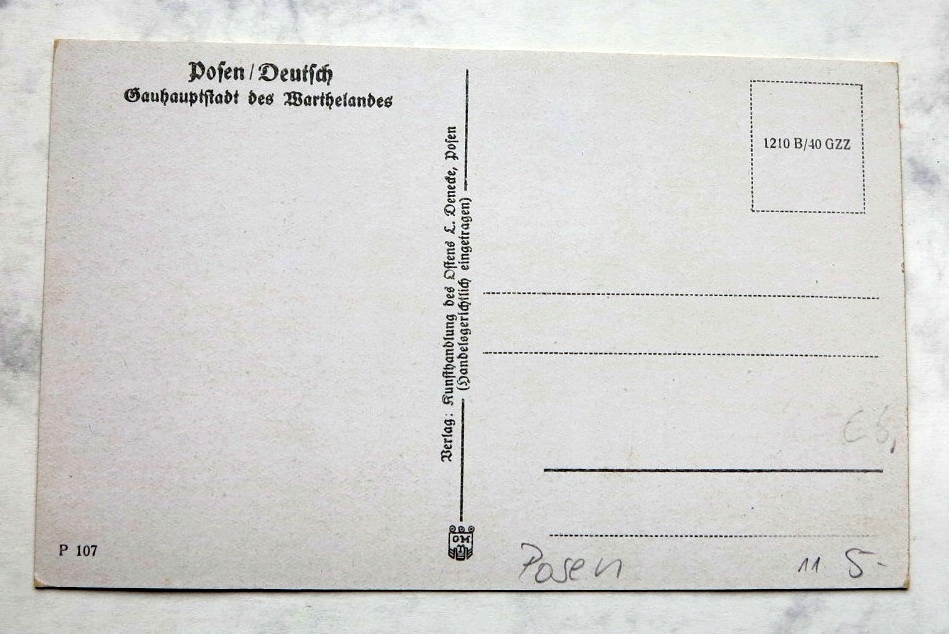 Posen/Deutsch
Gauhauptstadt des Warthelandes
Verlag: Kunsthandlung des Ostens L. Denecke, Posen
(Handelsgerichtlich eingetragen)
1210 B/40 GZZ
P 107
Posen
11 5-